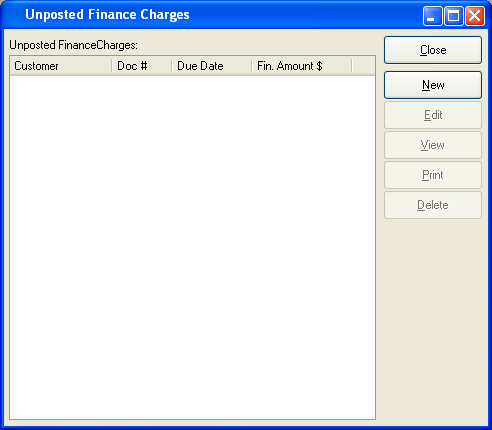 Unposted Finance Charges
Unposted FinanceCharges:
Customer Doc # Due Date Fin. Amount $
Close
New
Edit
View
Print
Delete